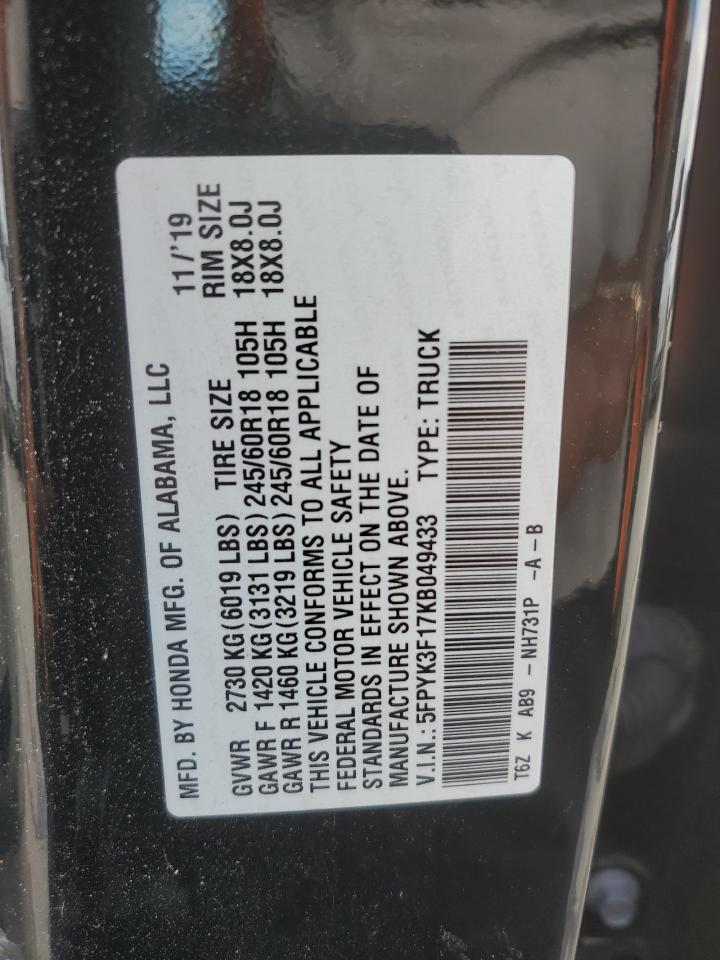 MFD. BY HONDA MFG. OF ALABAMA, LLC 11/'19
GVWR 2730 KG(6019 LBS) TIRE SIZE RIM SIZE
GAWR F 1420 KG(3131 LBS) 245/60R18 105H 18X8.0J
GAWR R 1460 KG(3219 LBS) 245/60R18 105H 18X8.0J
THIS VEHICLE CONFORMS TO ALL APPLICABLE
FEDERAL MOTOR VEHICLE SAFETY
STANDARDS IN EFFECT ON THE DATE OF
MANUFACTURE SHOWN ABOVE.
V.I.N.: 5FPYK3F17KB049433 TYPE: TRUCK
T6Z K AB9 - NH731P -A-B